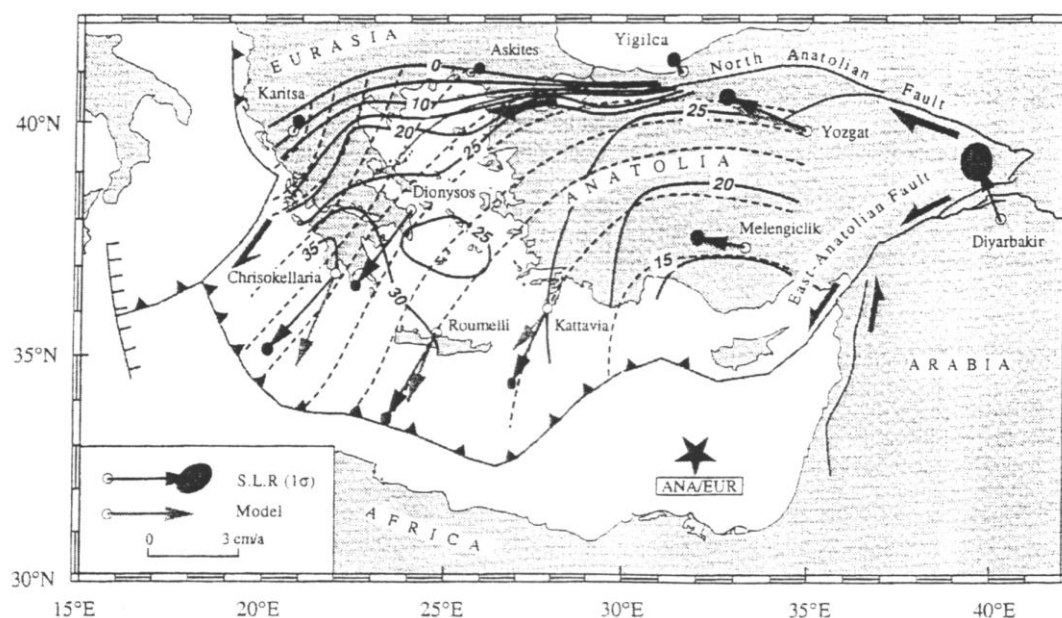 EURASIA
Askites
Yigilca
North Anatolian Fault
Karitsa
0
10
20
25
25
40°N
Yozgat
ANATOLIA
20
Dionysos
25
East-Anatolian Fault
Melengiclik
Diyarbakir
15
35
Chrisokellaria
30
Roumelli
Kattavia
35°N
ARABIA
ANA/EUR
S.L.R (1σ)
Model
0 3 cm/a
AFRICA
30°N
15°E 20°E 25°E 30°E 35°E 40°E